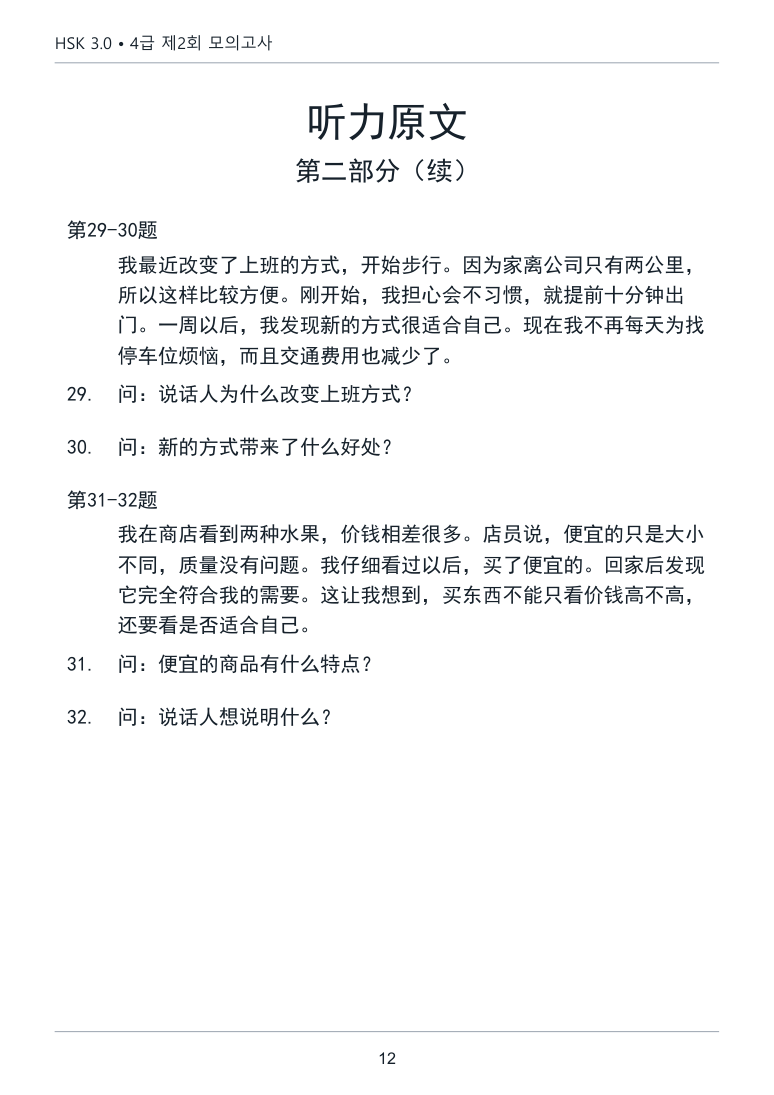 HSK 3.0 • 4급 제2회 모의고사
听力原文
第二部分（续）
第29-30题
我最近改变了上班的方式，开始步行。因为家离公司只有两公里，
所以这样比较方便。刚开始，我担心会不习惯，就提前十分钟出
门。一周以后，我发现新的方式很适合自己。现在我不再每天为找
停车位烦恼，而且交通费用也减少了。
29. 问：说话人为什么改变上班方式？
30. 问：新的方式带来了什么好处？
第31-32题
我在商店看到两种水果，价钱相差很多。店员说，便宜的只是大小
不同，质量没有问题。我仔细看过以后，买了便宜的。回家后发现
它完全符合我的需要。这让我想到，买东西不能只看价钱高不高，
还要看是否适合自己。
31. 问：便宜的商品有什么特点？
32. 问：说话人想说明什么？
12